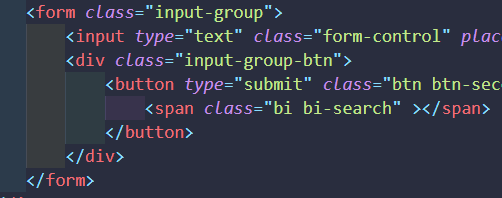 <form class="input-group">
<input type="text" class="form-control" plac
<div class="input-group-btn">
<button type="submit" class="btn btn-sec
<span class="bi bi-search" ></span>
</button>
</div>
</form>